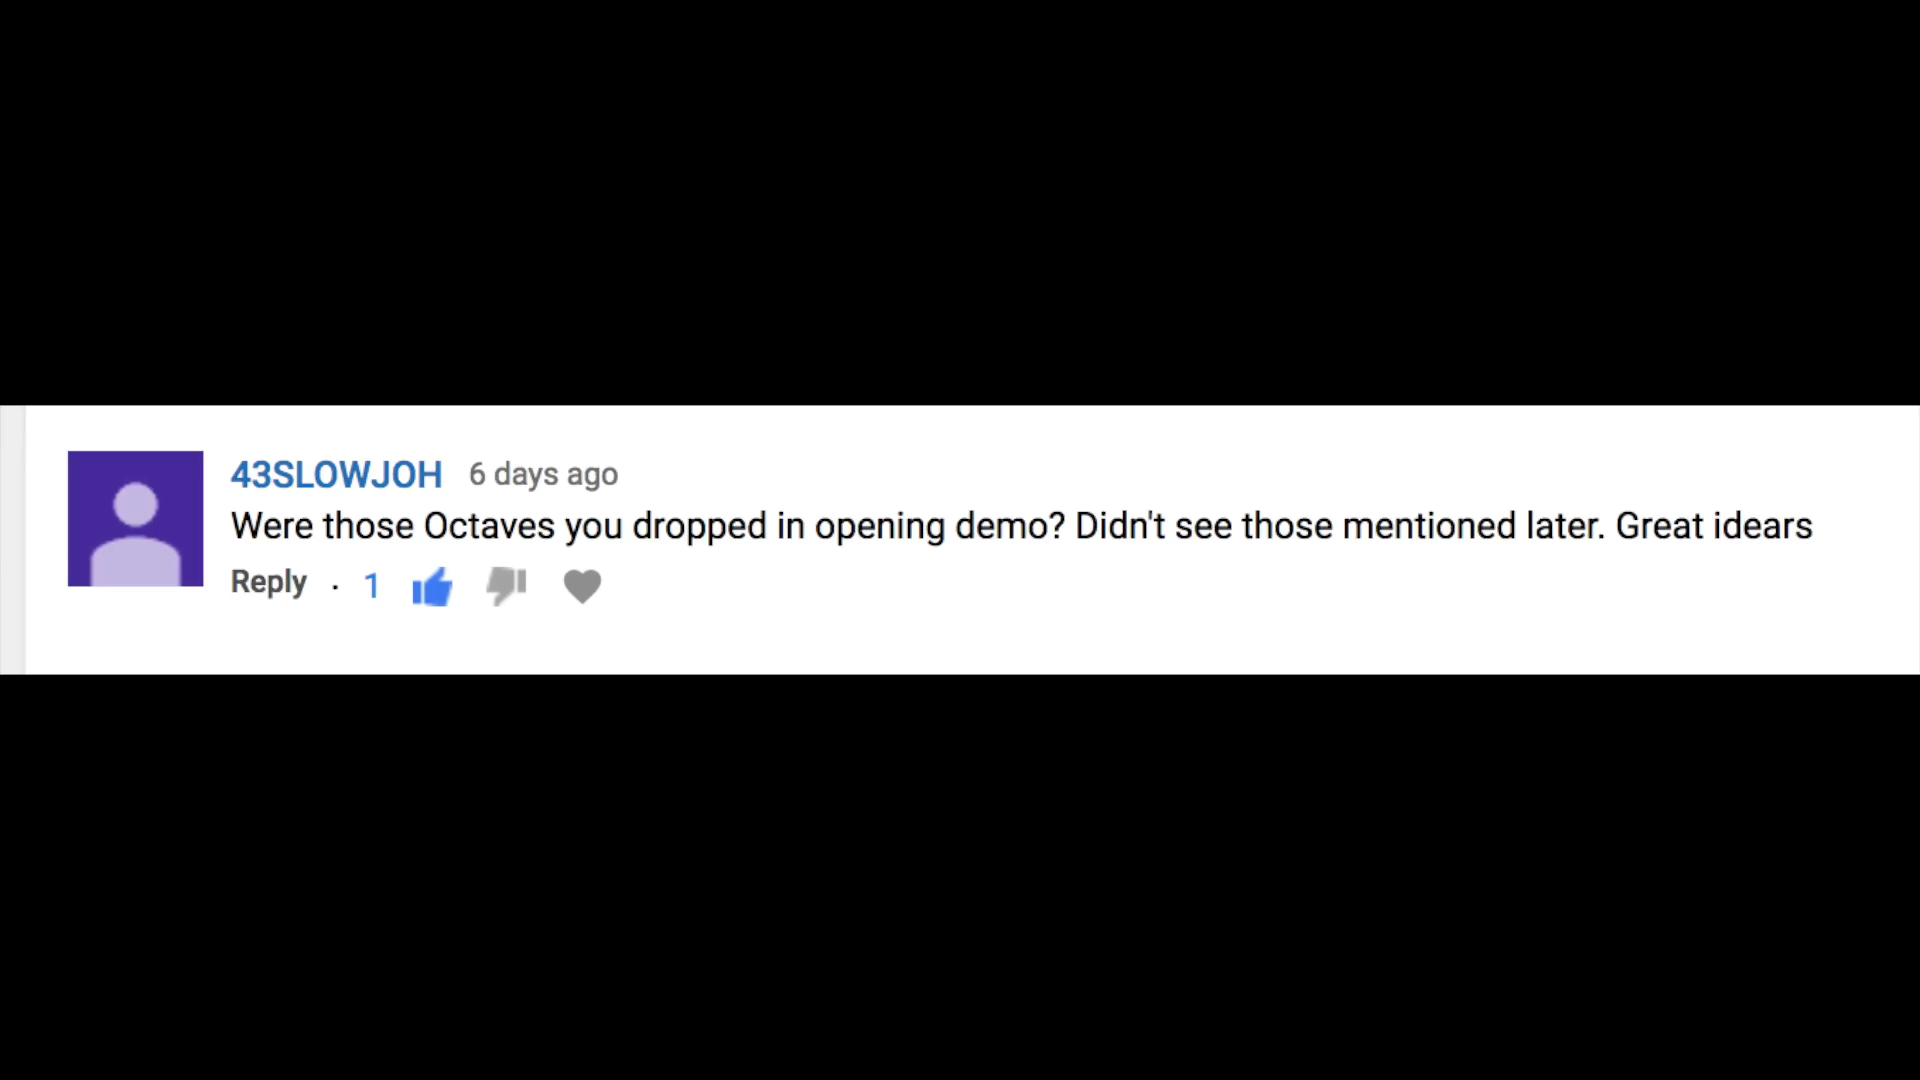 43SLOWJOH 6 days ago
Were those Octaves you dropped in opening demo? Didn't see those mentioned later. Great idears
Reply · 1